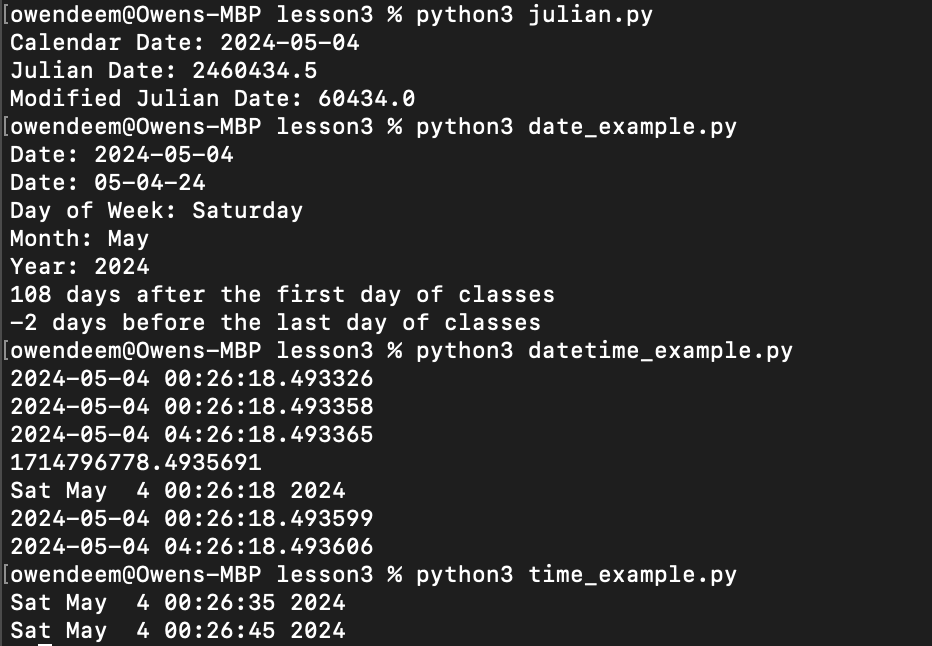 [owendeem@Owens-MBP lesson3 % python3 julian.py
Calendar Date: 2024-05-04
Julian Date: 2460434.5
Modified Julian Date: 60434.0
[owendeem@Owens-MBP lesson3 % python3 date_example.py
Date: 2024-05-04
Date: 05-04-24
Day of Week: Saturday
Month: May
Year: 2024
108 days after the first day of classes
-2 days before the last day of classes
[owendeem@Owens-MBP lesson3 % python3 datetime_example.py
2024-05-04 00:26:18.493326
2024-05-04 00:26:18.493358
2024-05-04 04:26:18.493365
1714796778.4935691
Sat May  4 00:26:18 2024
2024-05-04 00:26:18.493599
2024-05-04 04:26:18.493606
[owendeem@Owens-MBP lesson3 % python3 time_example.py
Sat May  4 00:26:35 2024
Sat May  4 00:26:45 2024